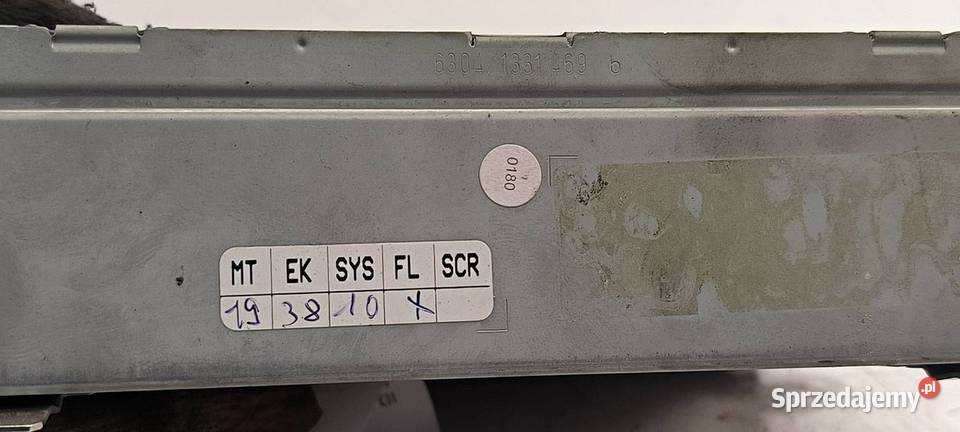 6304 1331 469 b
0180
MT EK SYS FL SCR
19 38 10 X
Sprzedajemy.pl